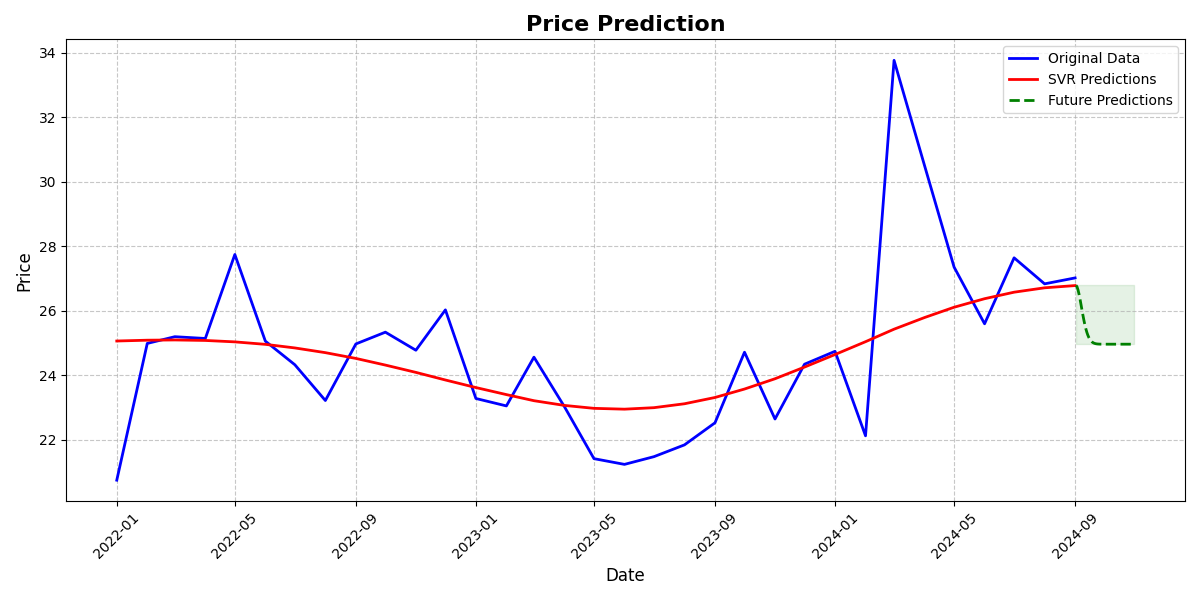 Price Prediction
Original Data
SVR Predictions
Future Predictions
Price
34
32
30
28
26
24
22
2022-01
2022-05
2022-09
2023-01
2023-05
2023-09
2024-01
2024-05
2024-09
Date